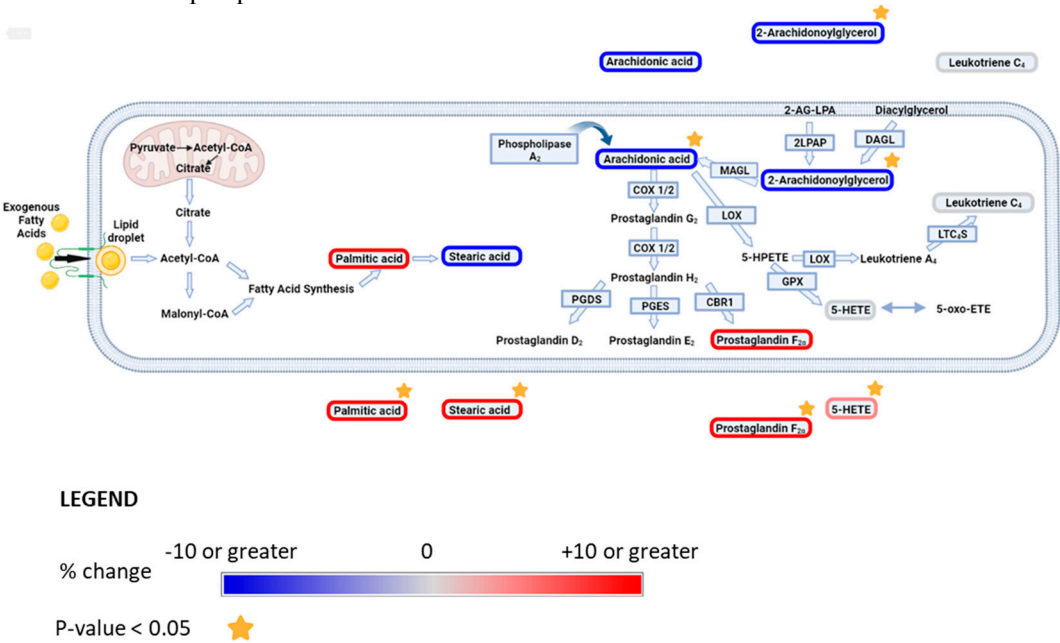 2-Arachidonoylglycerol
Arachidonic acid
Leukotriene C₄
2-AG-LPA
Diacylglycerol
Pyruvate
Acetyl-CoA
Citrate
Phospholipase
A₂
Arachidonic acid
2LPAP
DAGL
MAGL
2-Arachidonoylglycerol
COX 1/2
Prostaglandin G₂
LOX
Leukotriene C₄
LTC₄S
Exogenous
Fatty
Acids
Lipid
droplet
Citrate
Acetyl-CoA
Malonyl-CoA
Fatty Acid Synthesis
Palmitic acid
Stearic acid
COX 1/2
Prostaglandin H₂
5-HPETE
LOX
Leukotriene A₄
GPX
PGDS
PGES
CBR1
5-HETE
5-oxo-ETE
Prostaglandin D₂
Prostaglandin E₂
Prostaglandin F₂α
Palmitic acid
Stearic acid
5-HETE
Prostaglandin F₂α
LEGEND
-10 or greater
0
+10 or greater
% change
P-value < 0.05